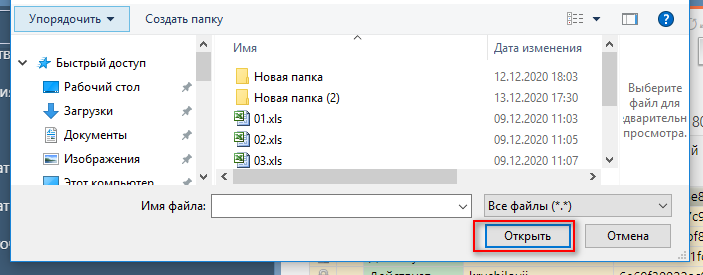 Упорядочить Создать папку
Имя Дата изменения
Быстрый доступ
Рабочий стол
Загрузки
Документы
Изображения
Этот компьютер
Новая папка 12.12.2020 18:03
Новая папка (2) 13.12.2020 17:30
01.xls 09.12.2020 11:03
02.xls 09.12.2020 11:03
03.xls 09.12.2020 11:07
Выберите
файл для
едварительн
просмотра.
Имя файла: Все файлы (*.*)
Открыть Отмена